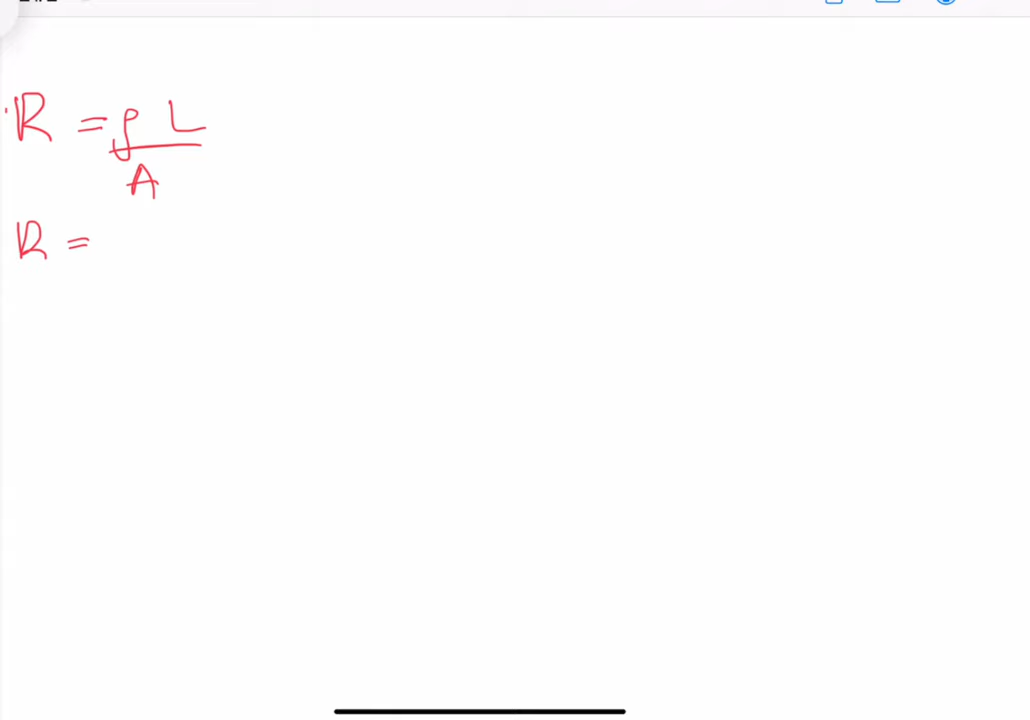 R = ρ L / A
R =